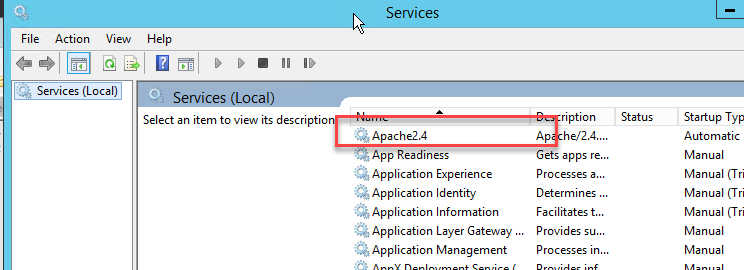 Services
File Action View Help
Services (Local)
Services (Local)
Select an item to view its description
Name Description Status Startup Typ
Apache2.4 Apache/2.4.... Automatic
App Readiness Gets apps re... Manual
Application Experience Processes a... Manual (Tri
Application Identity Determines ... Manual (Tri
Application Information Facilitates t... Manual (Tri
Application Layer Gateway ... Provides su... Manual
Application Management Processes in... Manual
AppX Deployment Service (
Manual